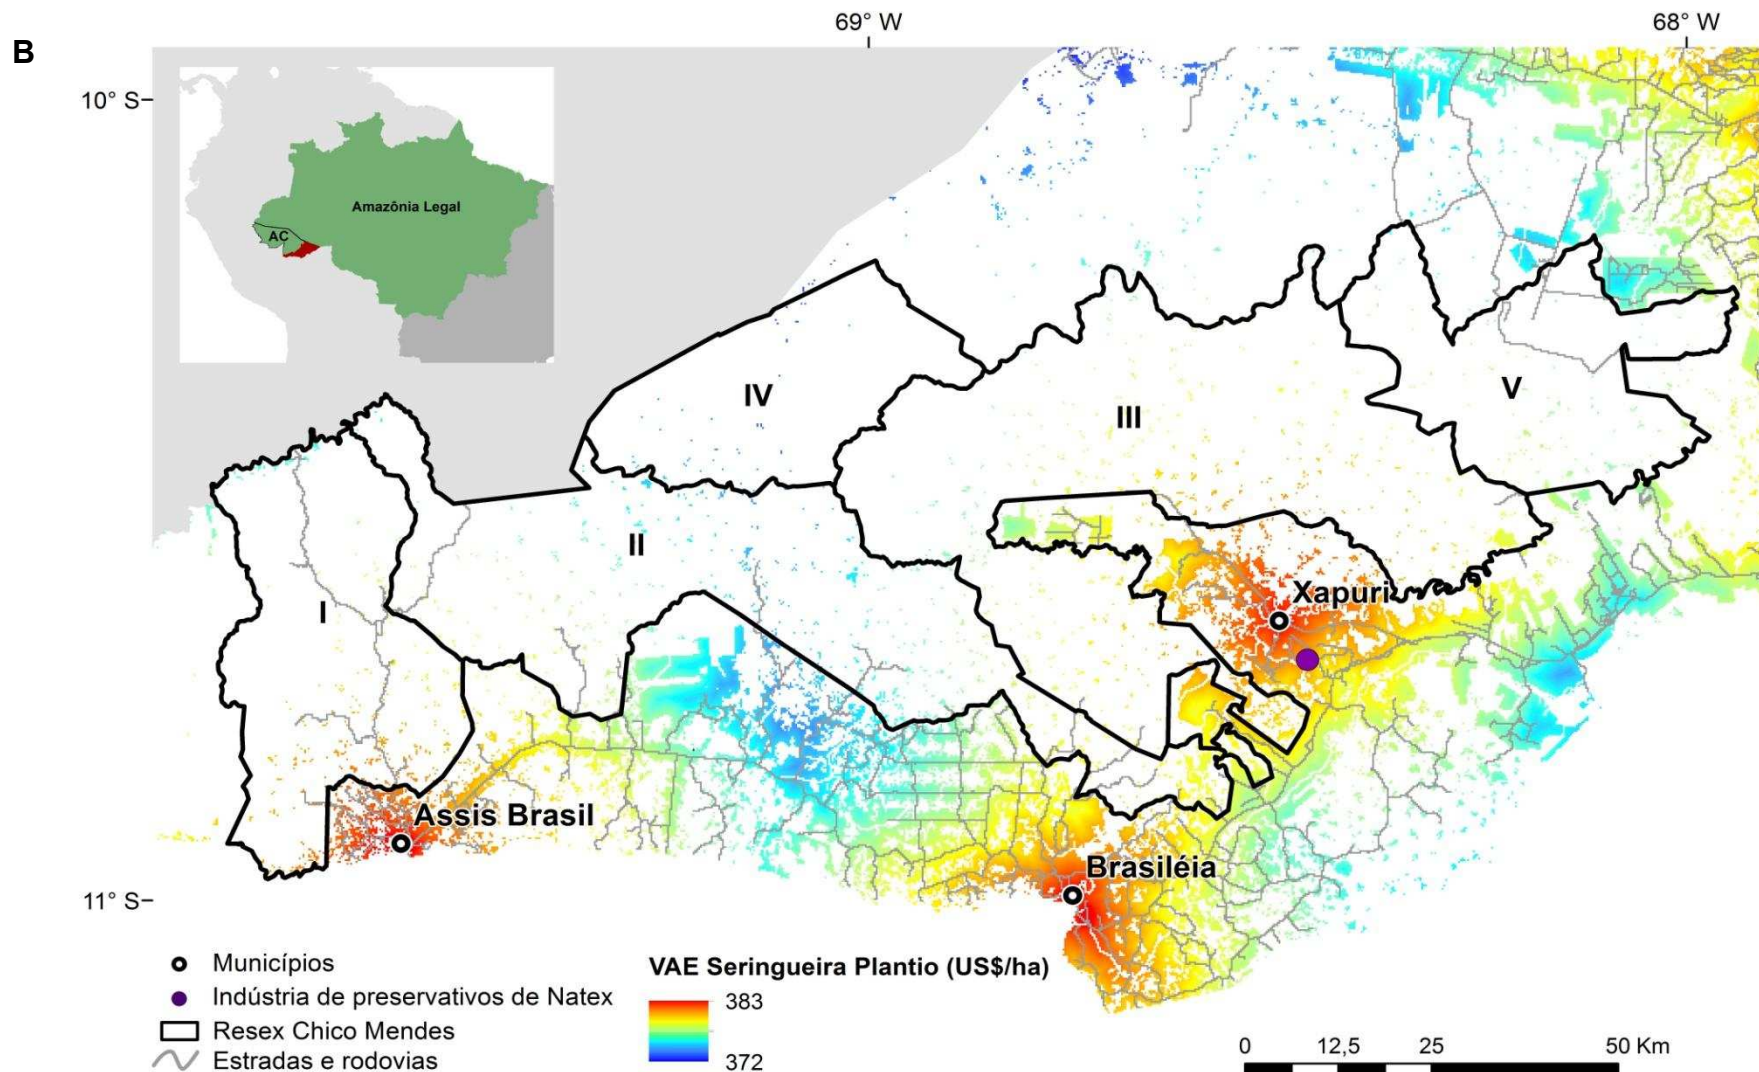 B
69° W
68° W
10° S
11° S
Amazônia Legal
AC
I
II
III
IV
V
Xapuri
Assis Brasil
Brasiléia
Municípios
Indústria de preservativos de Natex
Resex Chico Mendes
Estradas e rodovias
VAE Seringueira Plantio (US$/ha)
383
372
0 12,5 25 50 Km